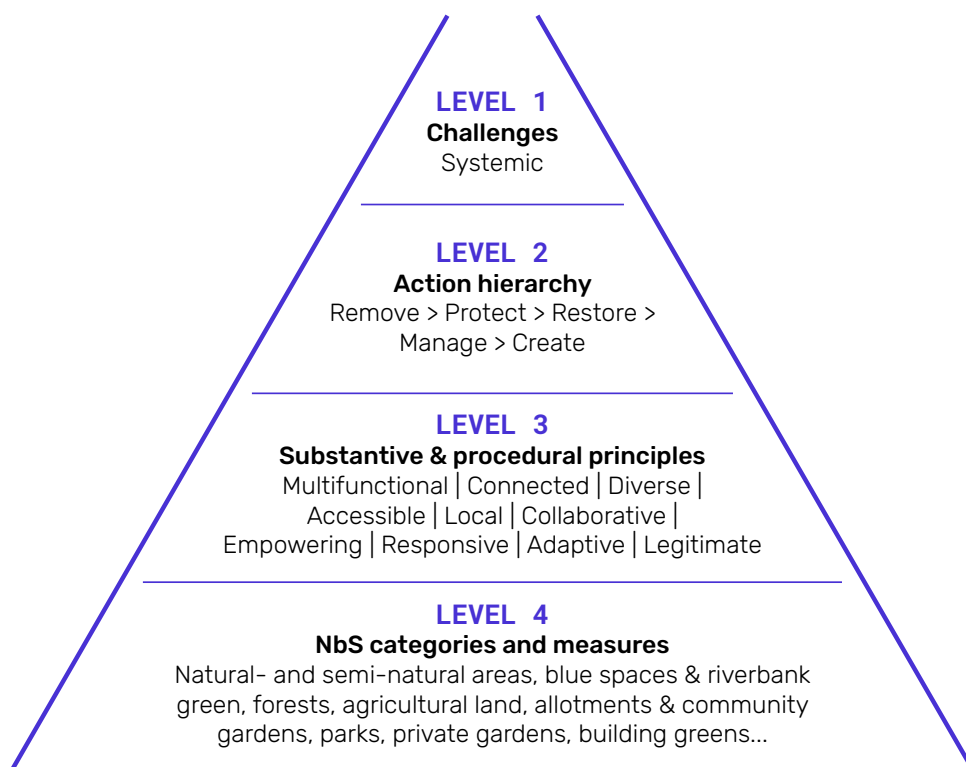 LEVEL 1
Challenges
Systemic
LEVEL 2
Action hierarchy
Remove > Protect > Restore >
Manage > Create
LEVEL 3
Substantive & procedural principles
Multifunctional | Connected | Diverse |
Accessible | Local | Collaborative |
Empowering | Responsive | Adaptive | Legitimate
LEVEL 4
NbS categories and measures
Natural- and semi-natural areas, blue spaces & riverbank
green, forests, agricultural land, allotments & community
gardens, parks, private gardens, building greens...